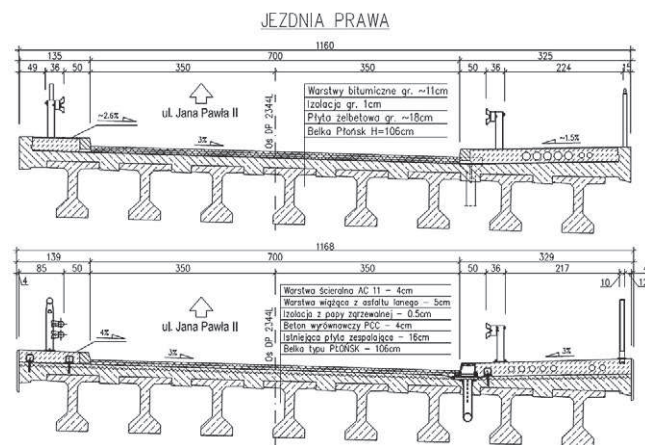 JEZDNIA PRAWA
1160
135 700 325
49 36 50 350 350 50 36 224 15
ul. Jana Pawła II
Oś DP 2344L
Warstwy bitumiczne gr. ~11cm
Izolacja gr. 1cm
Płyta żelbetowa gr. ~18cm
Belka Płońsk H=106cm
~2.6% 3% ~1.5%
1168
139 700 329
85 50 350 350 50 36 217 10 12
4
ul. Jana Pawła II
Oś DP 2344L
Warstwa ścieralna AC 11 - 4cm
Warstwa wiążąca z asfaltu lanego - 5cm
Izolacja z papy zgrzewalnej - 0.5cm
Beton wyrównawczy PCC - 4cm
Istniejąca płyta zespalająca - 16cm
Belka typu PŁOŃSK - 106cm
4% 3% 3%